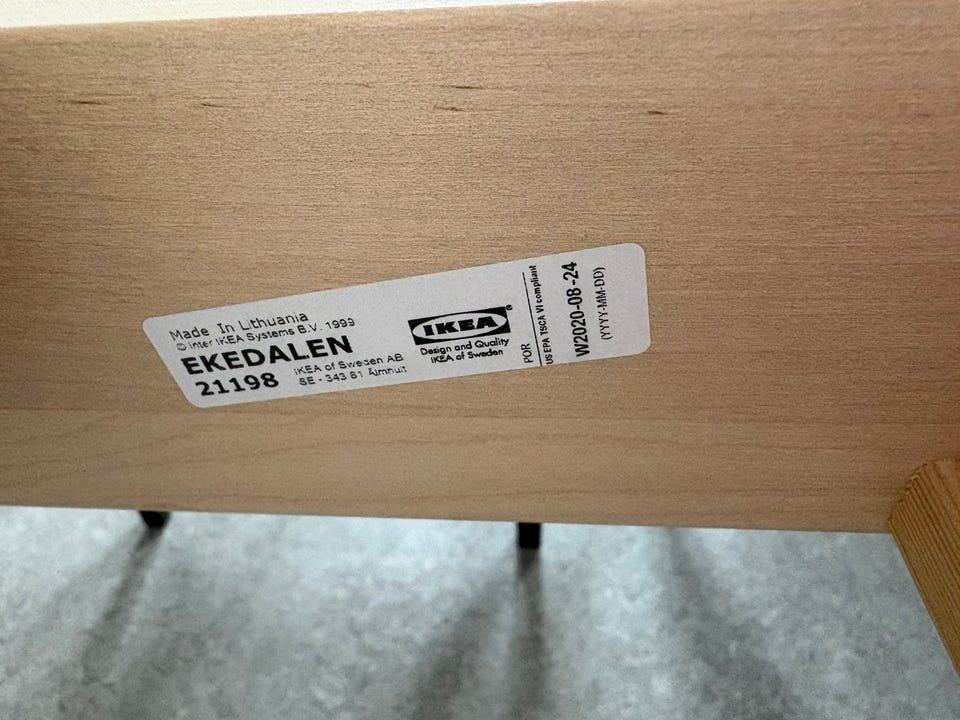 Made In Lithuania
© Inter IKEA Systems B.V. 1999
EKEDALEN
21198
IKEA of Sweden AB
SE - 343 81 Älmhult
IKEA®
Design and Quality
IKEA of Sweden
POR
US EPA TSCA VI compliant
W2020-08-24
(YYYY-MM-DD)